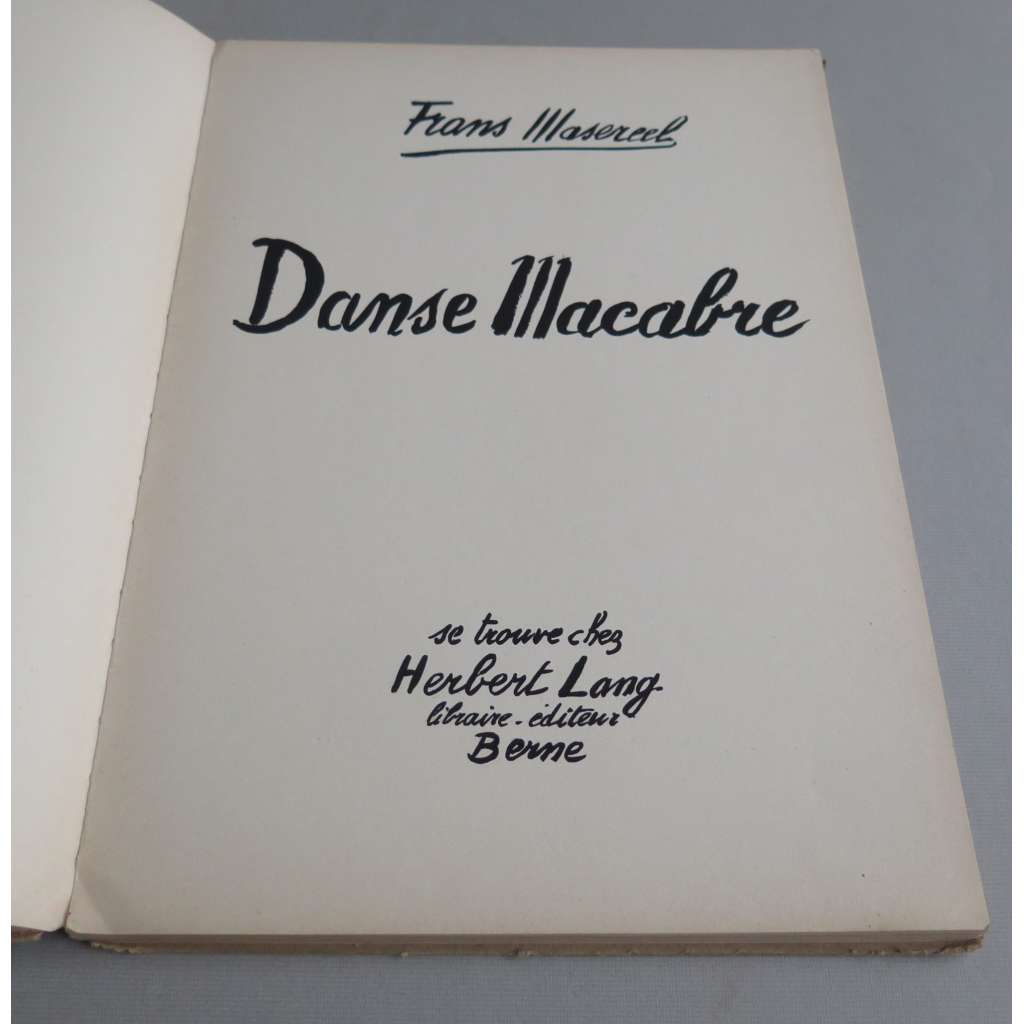 Frans Masereel
Danse Macabre
se trouve chez
Herbert Lang
libraire-éditeur
Berne